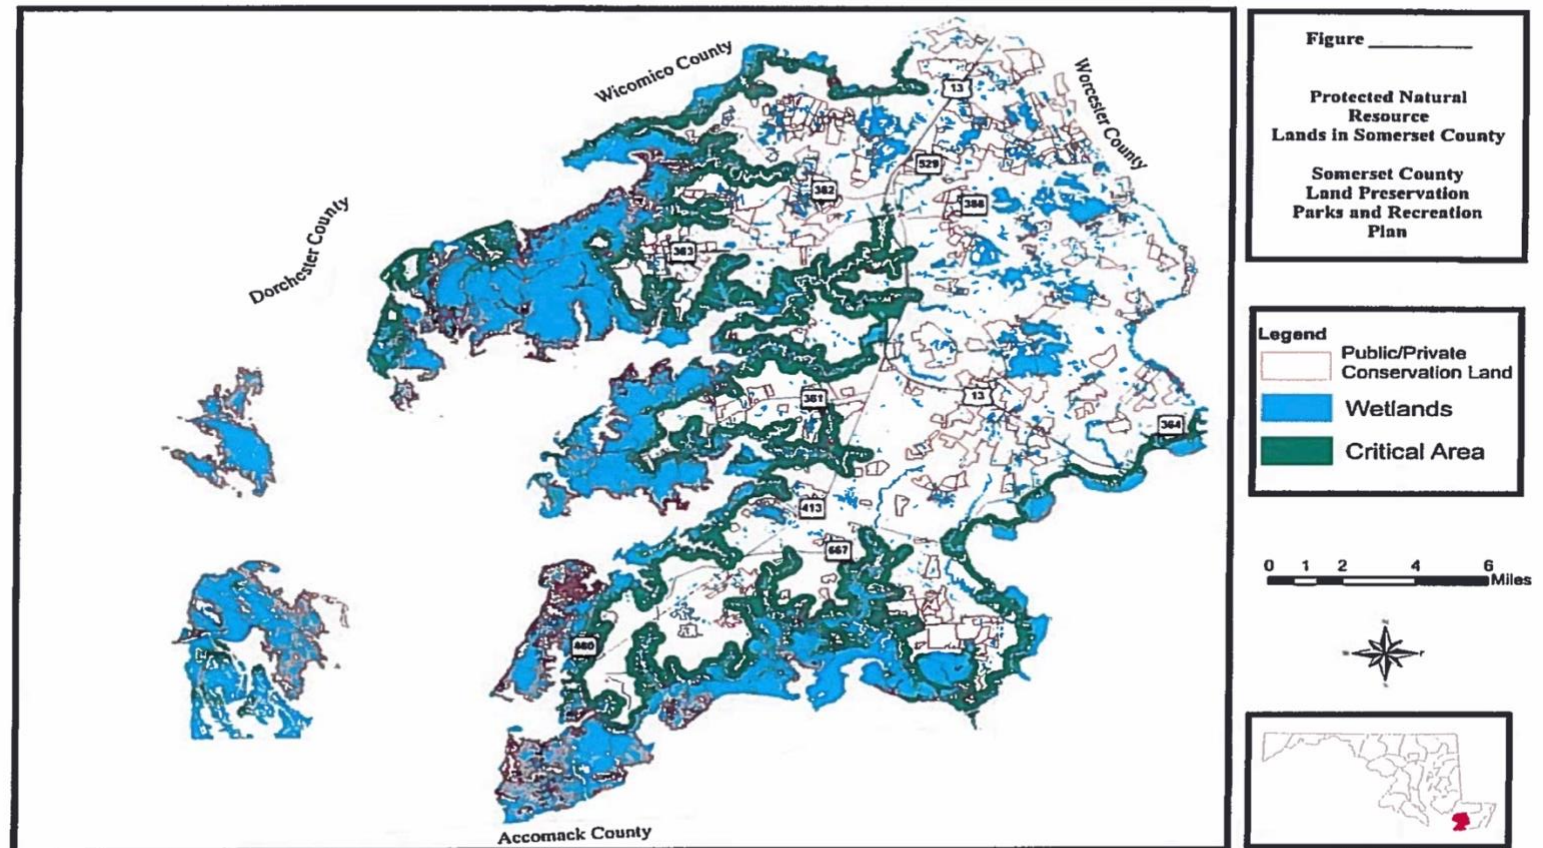 Wicomico County
Worcester County
Dorchester County
Accomack County
13
529
362
388
363
361
13
364
413
667
460
Figure
Protected Natural
Resource
Lands in Somerset County
Somerset County
Land Preservation
Parks and Recreation
Plan
Legend
Public/Private
Conservation Land
Wetlands
Critical Area
0 1 2 4 6
Miles